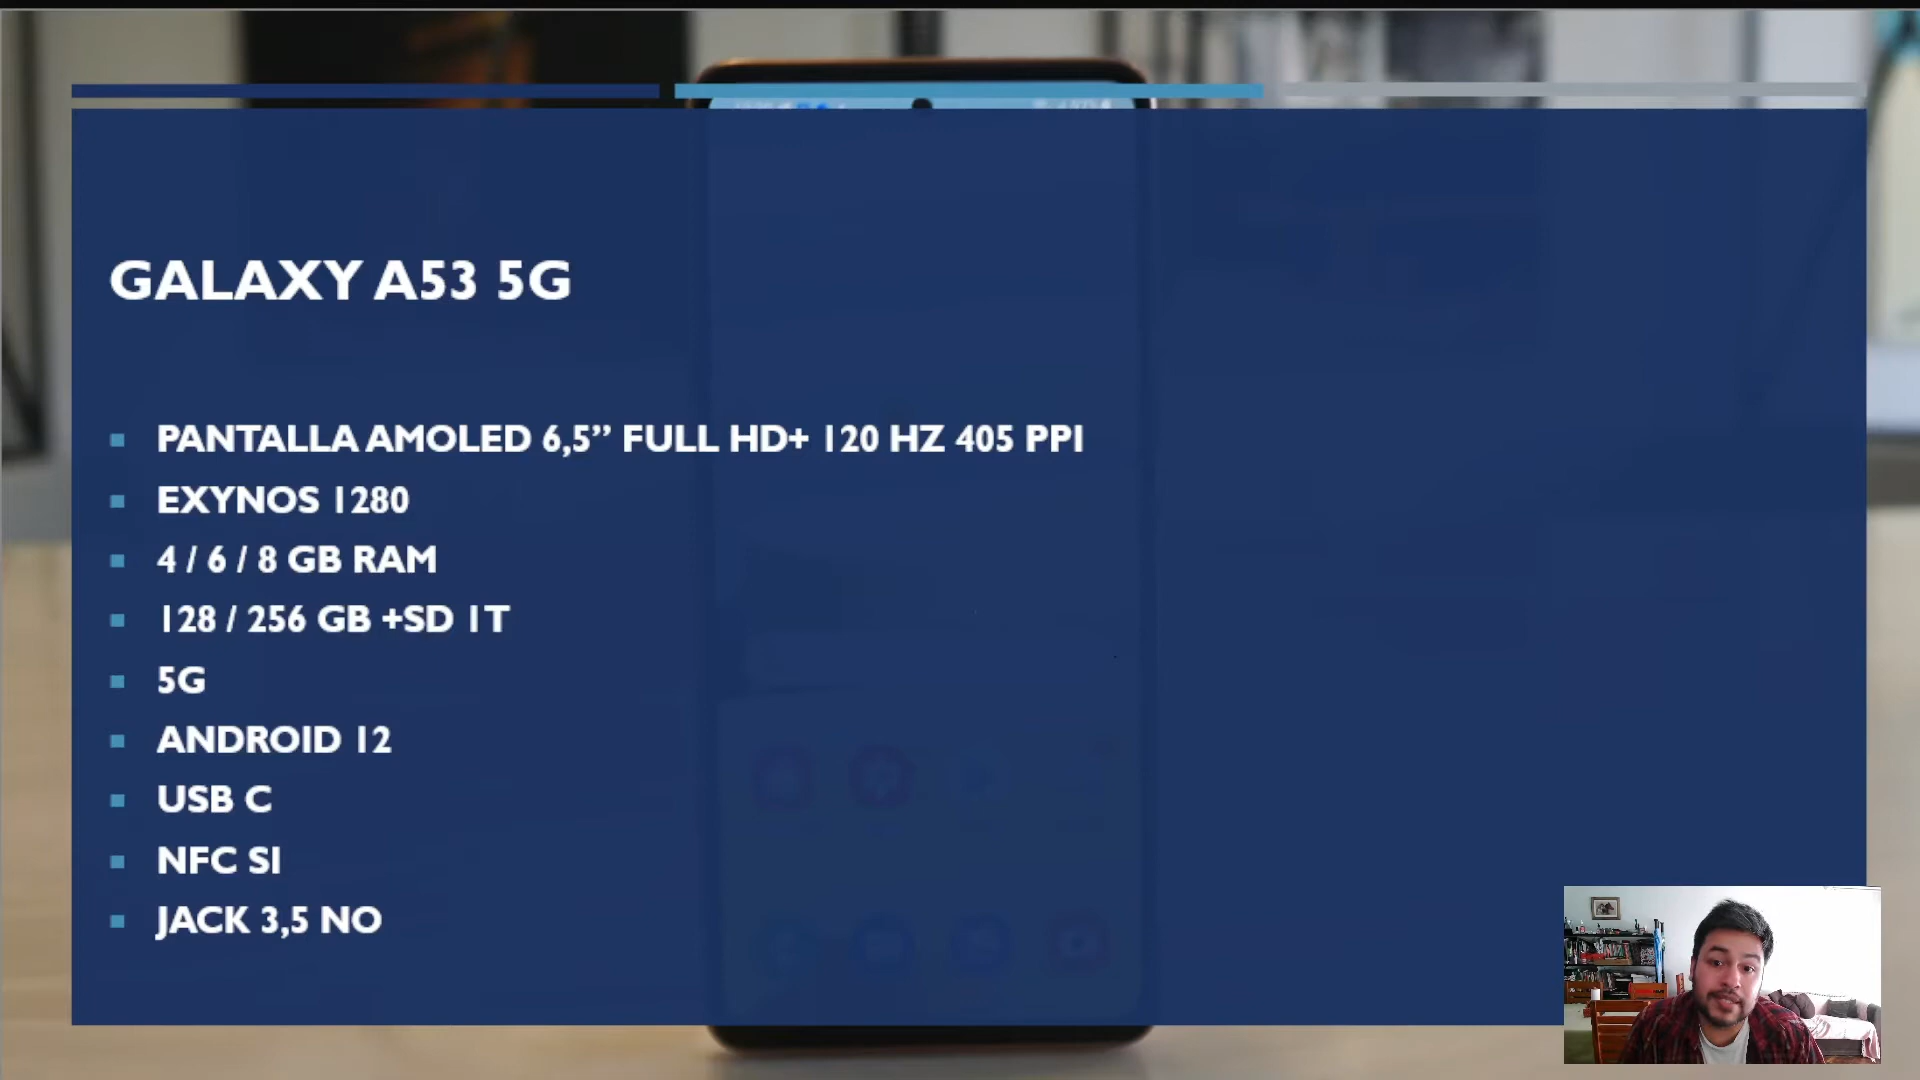 GALAXY A53 5G
PANTALLA AMOLED 6,5” FULL HD+ 120 HZ 405 PPI
EXYNOS 1280
4 / 6 / 8 GB RAM
128 / 256 GB +SD 1T
5G
ANDROID 12
USB C
NFC SI
JACK 3,5 NO